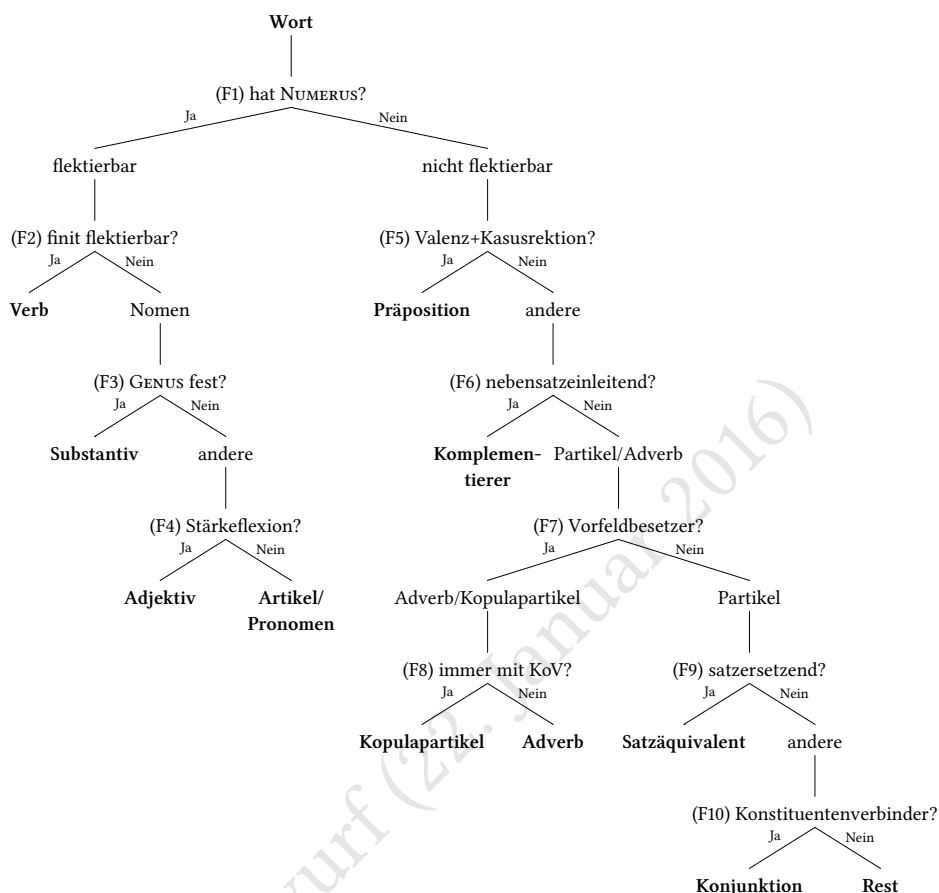 Wort
(F1) hat NUMERUS?
Ja Nein
flektierbar nicht flektierbar
(F2) finit flektierbar? (F5) Valenz+Kasusrektion?
Ja Nein Ja Nein
Verb Nomen Präposition andere
(F3) GENUS fest? (F6) nebensatzeinleitend?
Ja Nein Ja Nein
Substantiv andere Komplemen- Partikel/Adverb
tierer
(F4) Stärkeflexion? (F7) Vorfeldbesetzer?
Ja Nein Ja Nein
Adjektiv Artikel/ Adverb/Kopulapartikel Partikel
Pronomen
(F8) immer mit KoV? (F9) satzersetzend?
Ja Nein Ja Nein
Kopulapartikel Adverb Satzäquivalent andere
(F10) Konstituentenverbinder?
Ja Nein
Konjunktion Rest
wurf (22. Januar 2016)